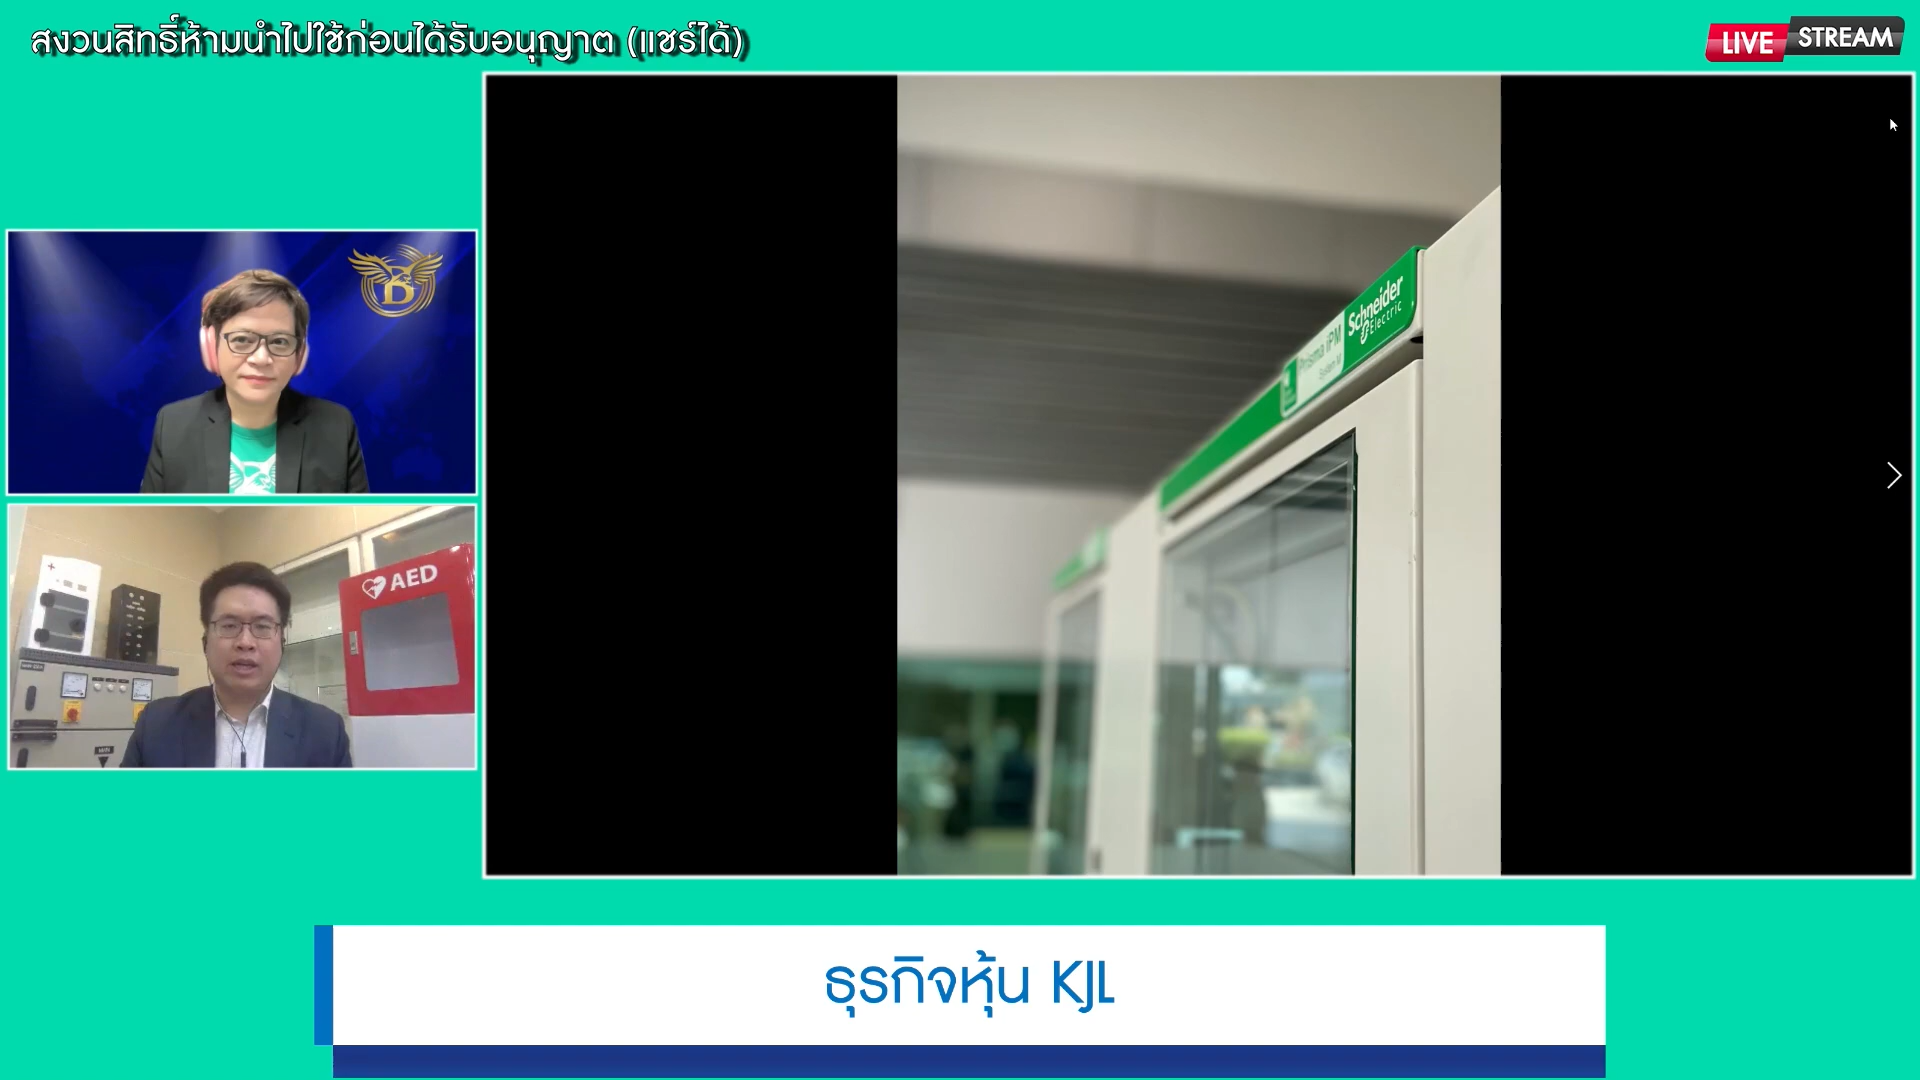 สงวนสิทธิ์ห้ามนำไปใช้ก่อนได้รับอนุญาต (แชร์ได้)
LIVE STREAM
Schneider
Electric
Prisma iPM
System M
AED
ธุรกิจหุ้น KJL